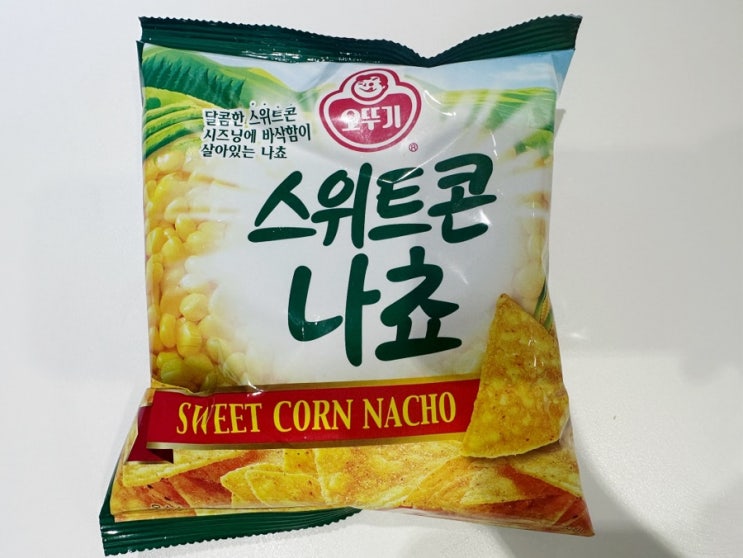 달콤한 스위트콘
시즈닝에 바삭함이
살아있는 나쵸
오뚜기
®
스위트콘
나쵸
SWEET CORN NACHO